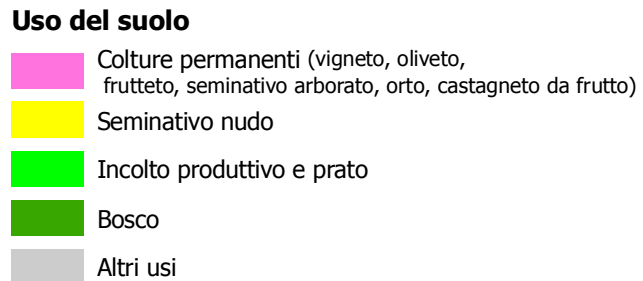 Uso del suolo
Colture permanenti (vigneto, oliveto,
frutteto, seminativo arborato, orto, castagneto da frutto)
Seminativo nudo
Incolto produttivo e prato
Bosco
Altri usi